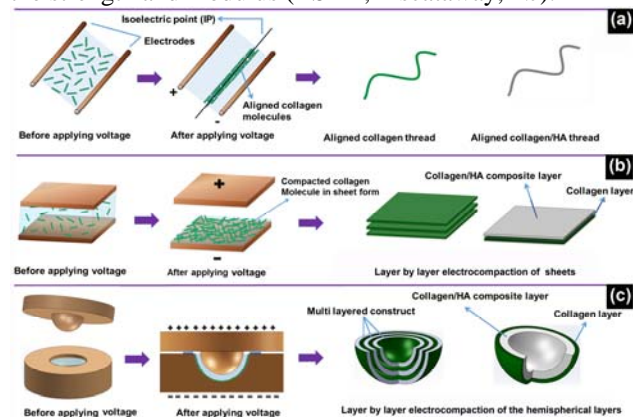 (a)
Isoelectric point (IP)
Electrodes
+
-
Aligned collagen
molecules
Before applying voltage
After applying voltage
Aligned collagen thread
Aligned collagen/HA thread
(b)
Compacted collagen
Molecule in sheet form
+
-
Collagen/HA composite layer
Collagen layer
Before applying voltage
After applying voltage
Layer by layer electrocompaction of sheets
(c)
Collagen/HA composite layer
Multi layered construct
Collagen layer
+ + + + + + + + +
Before applying voltage
After applying voltage
Layer by layer electrocompaction of the hemispherical layers